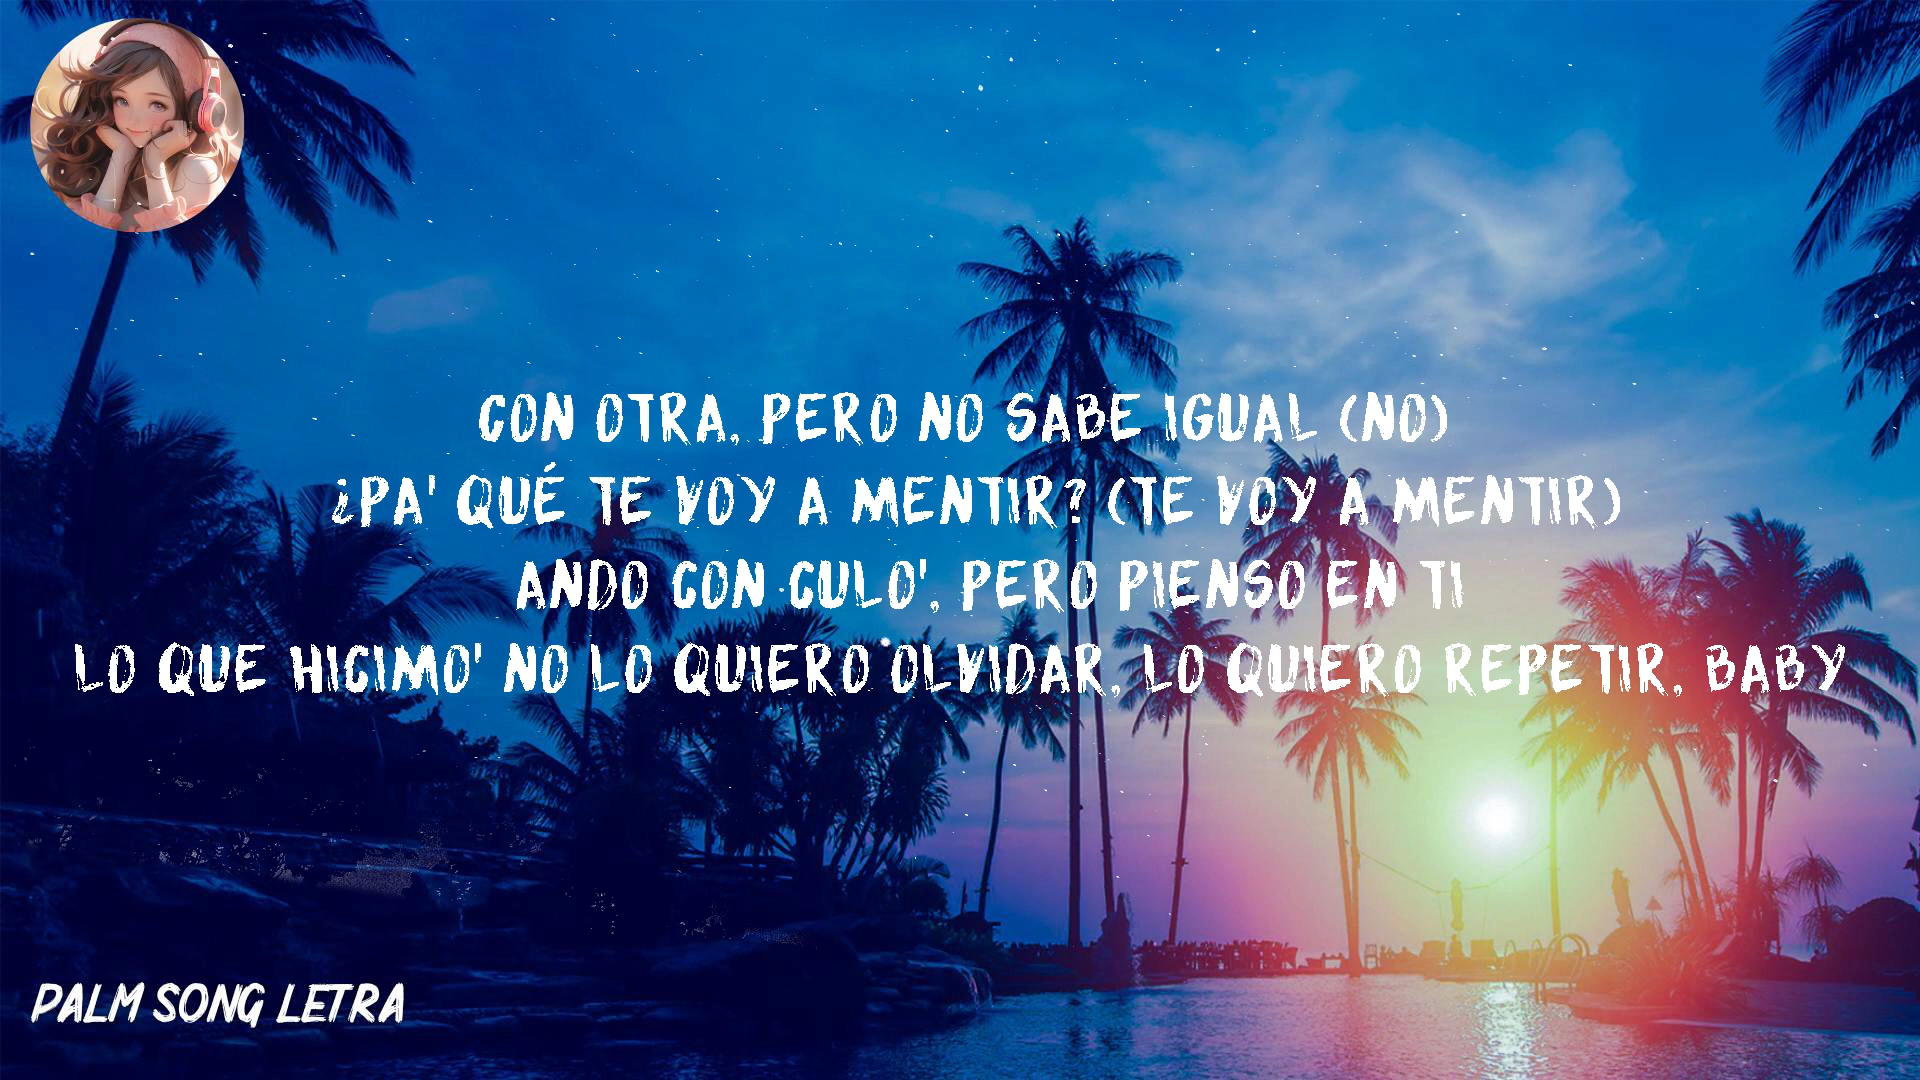 CON OTRA, PERO NO SABE IGUAL (NO)
¿PA' QUÉ TE VOY A MENTIR? (TE VOY A MENTIR)
ANDO CON CULO', PERO PIENSO EN TI
LO QUE HICIMO' NO LO QUIERO OLVIDAR, LO QUIERO REPETIR, BABY
PALM SONG LETRA